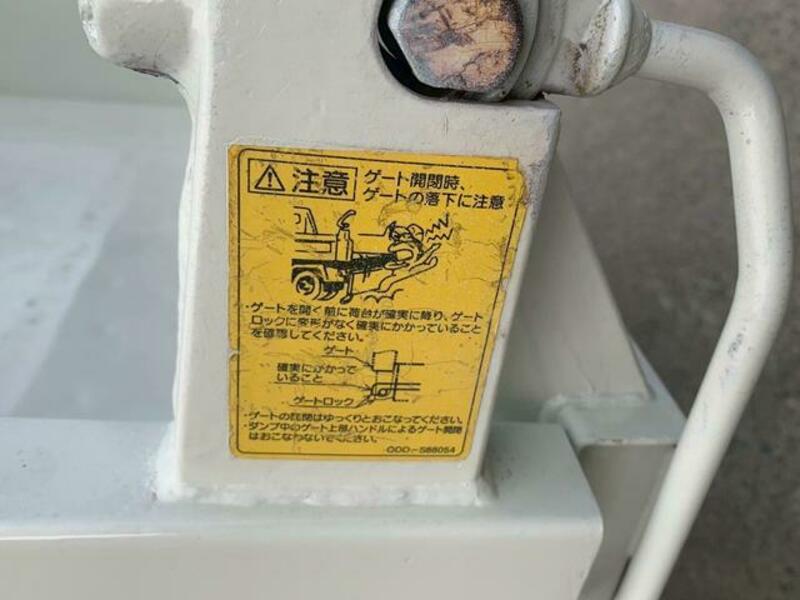 注意
ゲート開閉時、
ゲートの落下に注意
・ゲートを開く前に荷台が確実に降り、ゲート
ロックに変形がなく確実にかかっていること
を確認してください。
ゲート
確実にかかって
いること
ゲートロック
・ゲートの開閉はゆっくりとおこなってください。
・ダンプ中のゲート上部ハンドルによるゲート開閉
はおこなわないでください。
ODD-S88054